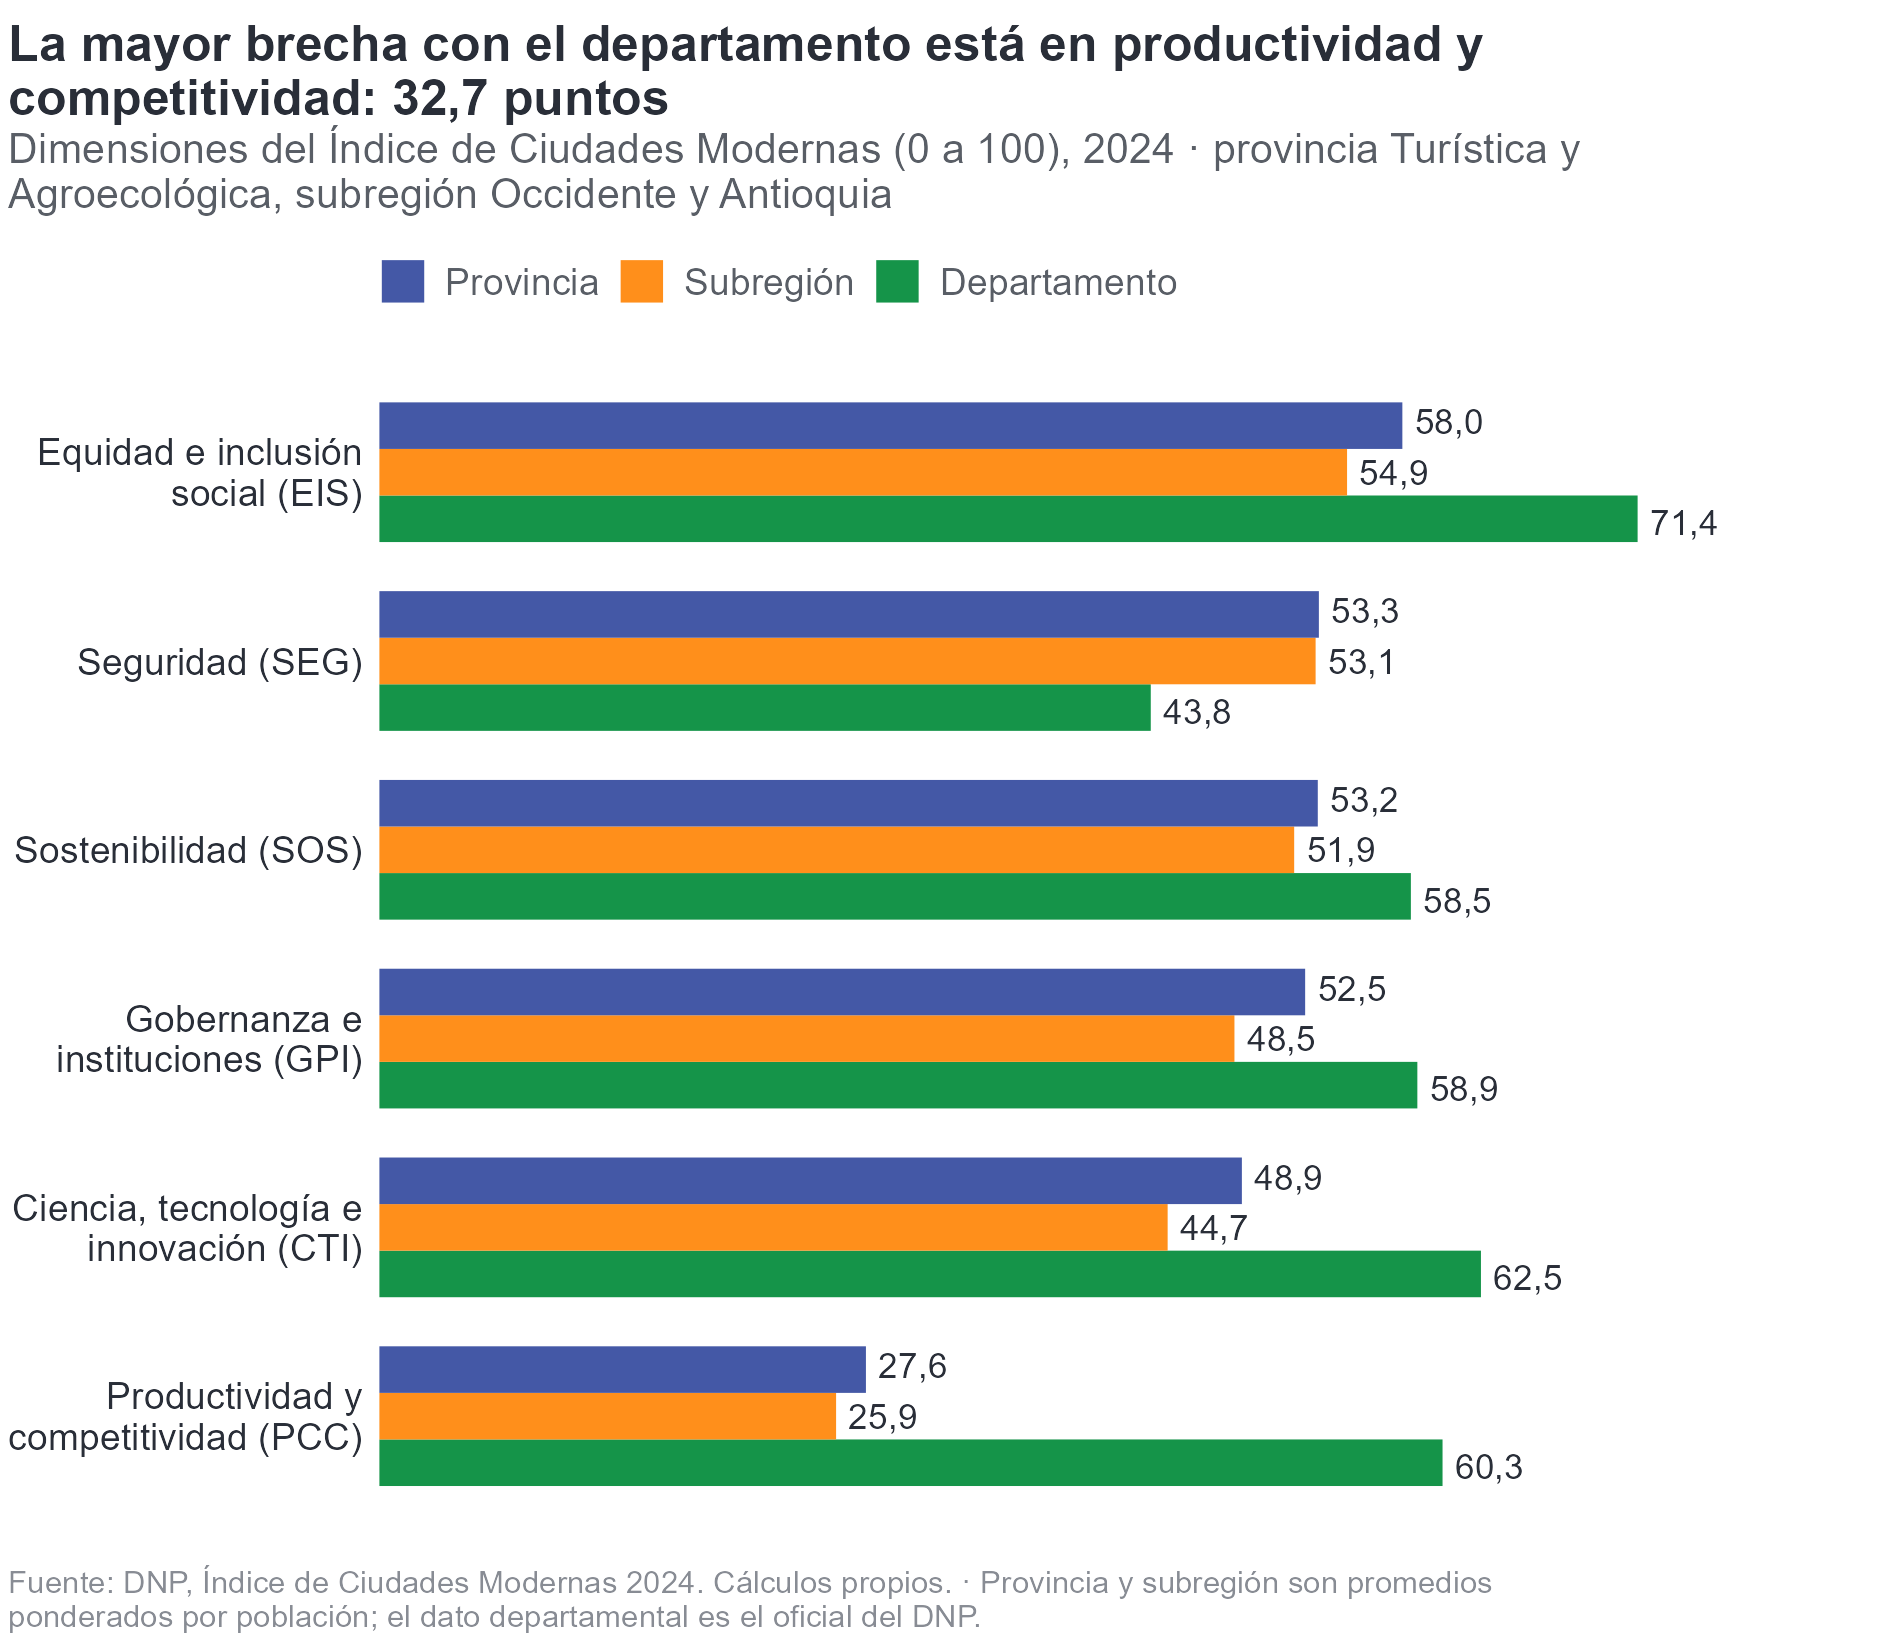 La mayor brecha con el departamento está en productividad y
competitividad: 32,7 puntos
Dimensiones del Índice de Ciudades Modernas (0 a 100), 2024 · provincia Turística y
Agroecológica, subregión Occidente y Antioquia
Provincia Subregión Departamento
Equidad e inclusión
social (EIS)
58,0
54,9
71,4
Seguridad (SEG)
53,3
53,1
43,8
Sostenibilidad (SOS)
53,2
51,9
58,5
Gobernanza e
instituciones (GPI)
52,5
48,5
58,9
Ciencia, tecnología e
innovación (CTI)
48,9
44,7
62,5
Productividad y
competitividad (PCC)
27,6
25,9
60,3
Fuente: DNP, Índice de Ciudades Modernas 2024. Cálculos propios. · Provincia y subregión son promedios
ponderados por población; el dato departamental es el oficial del DNP.